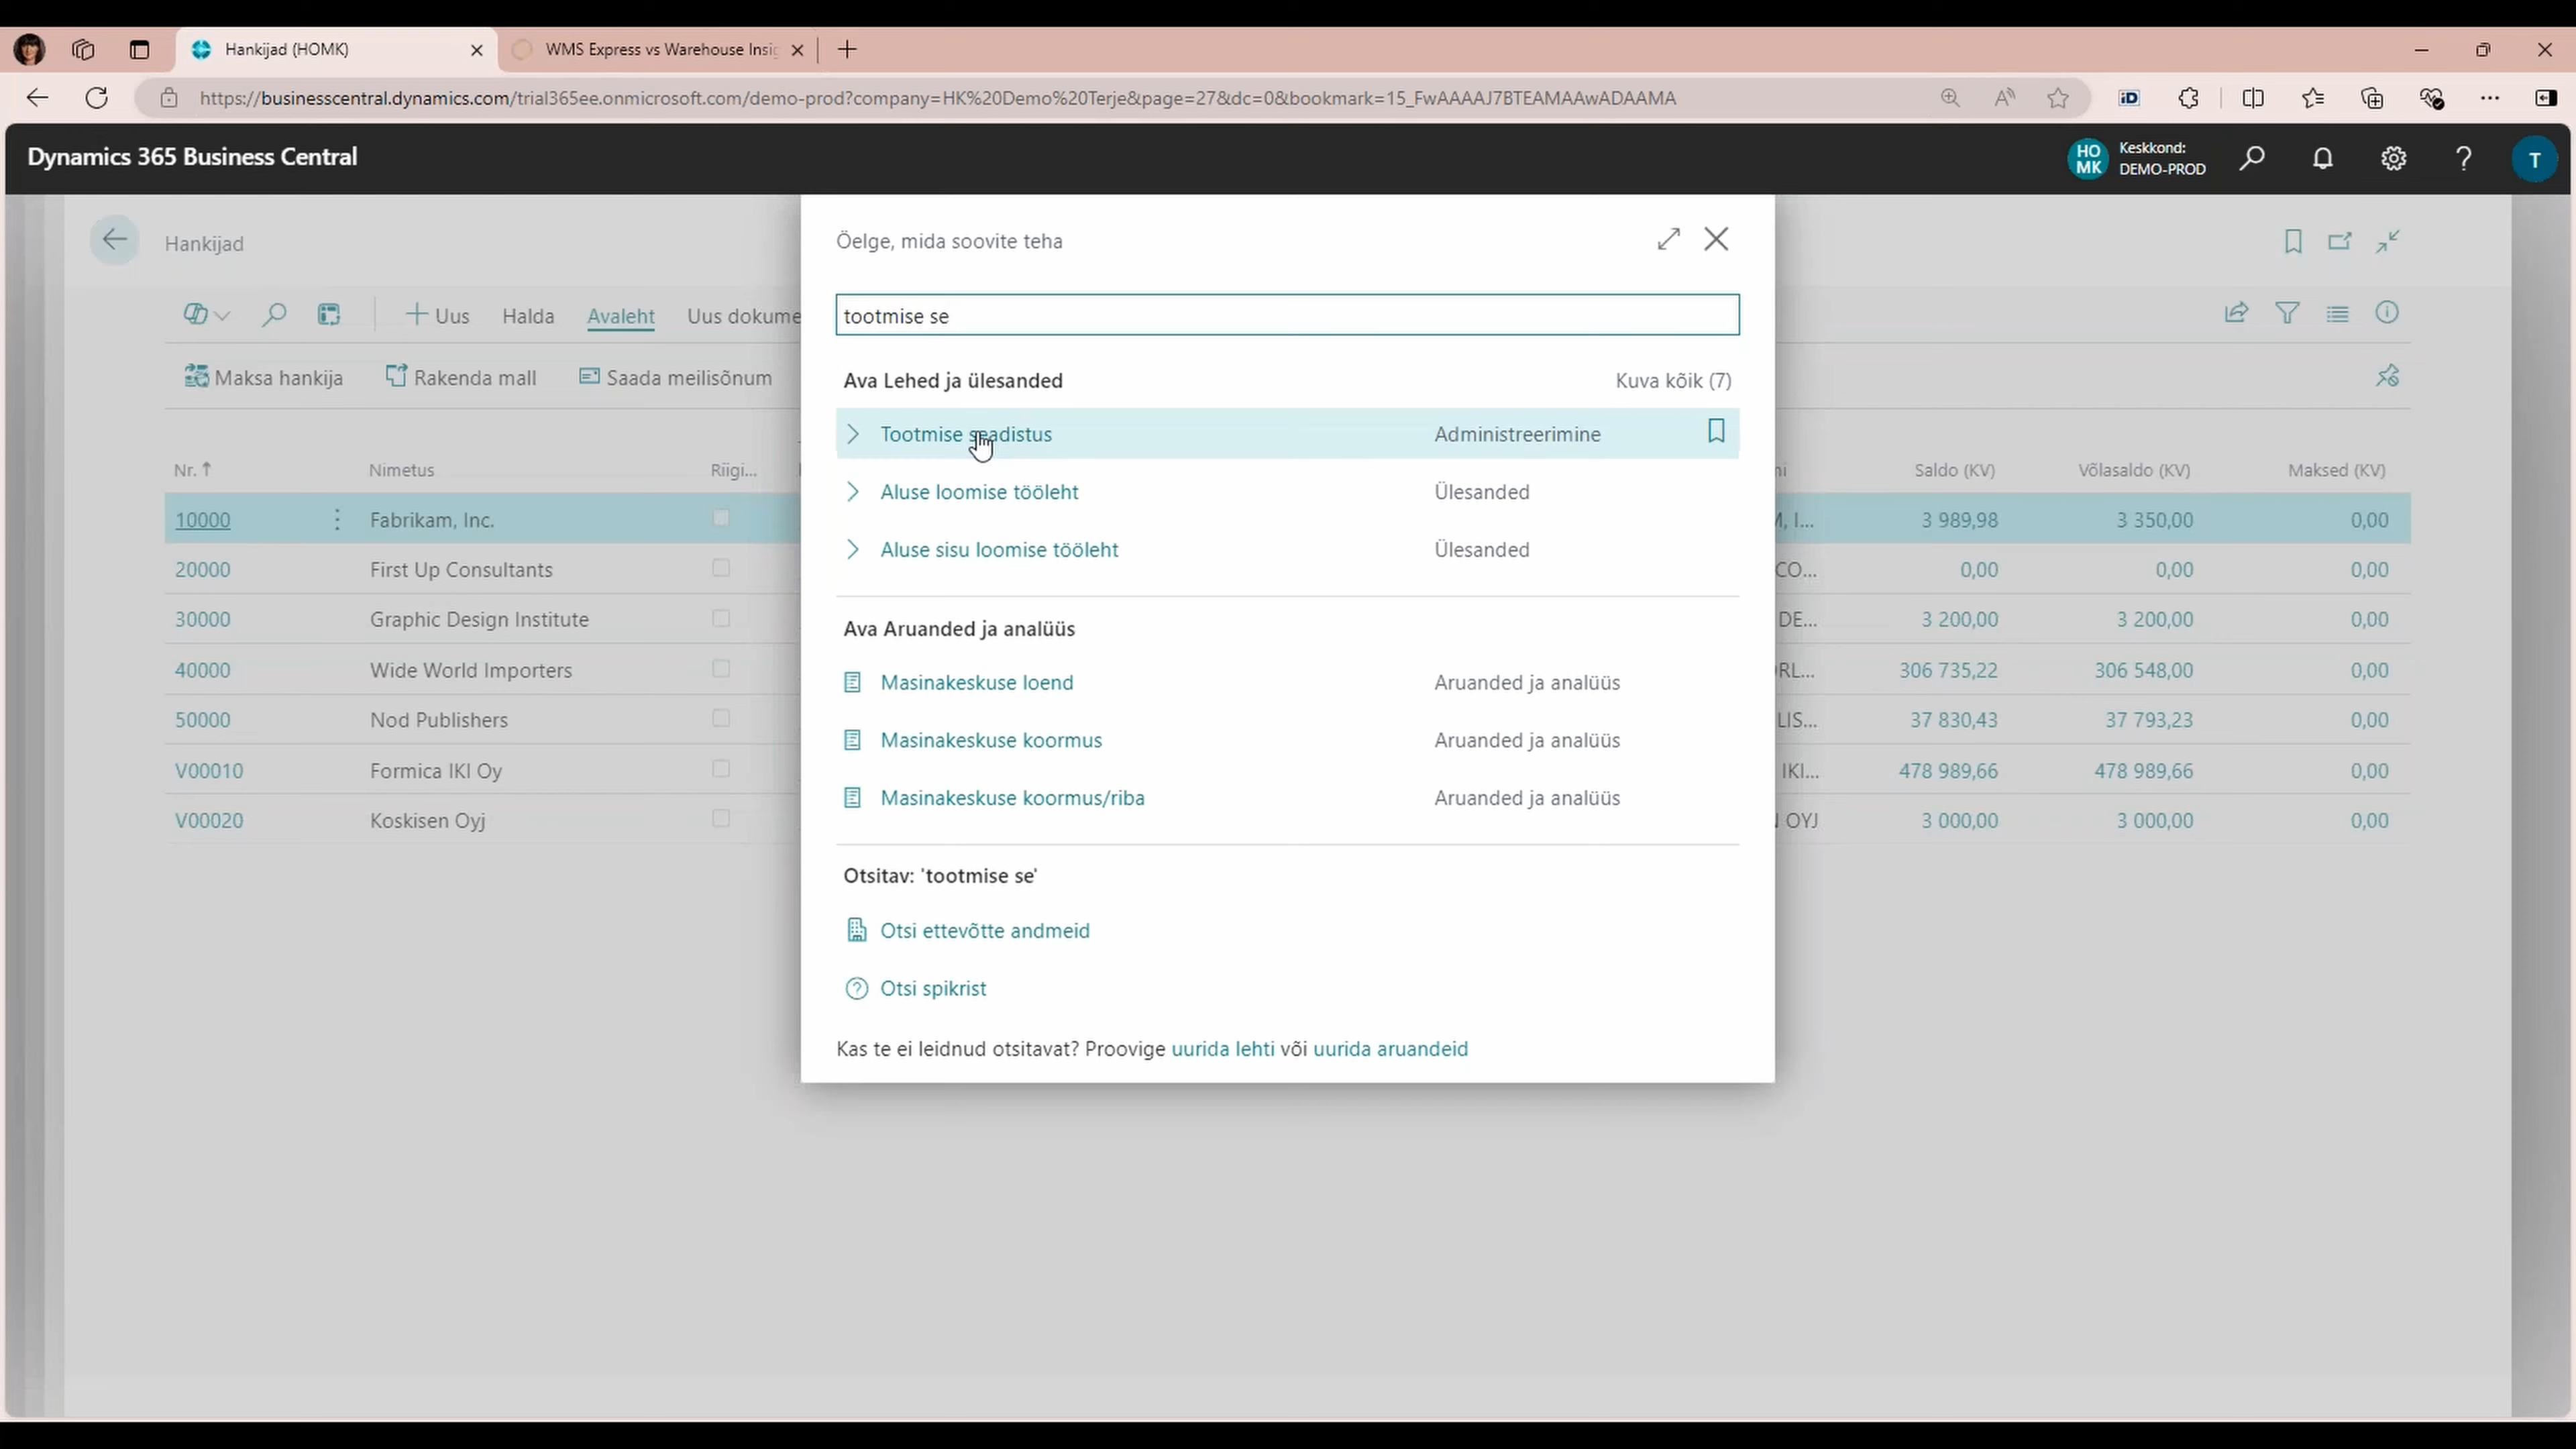 Hankijad (HOMK)
WMS Express vs Warehouse Insig
https://businesscentral.dynamics.com/trial365ee.onmicrosoft.com/demo-prod?company=HK%20Demo%20Terje&page=27&dc=0&bookmark=15_FwAAAAJ7BTEAMAAwADAAMA
iD
Dynamics 365 Business Central
HO MK
Keskkond:
DEMO-PROD
T
Hankijad
Öelge, mida soovite teha
Uus Halda Avaleht Uus dokume
tootmise se
Maksa hankija Rakenda mall Saada meilisõnum
Ava Lehed ja ülesanded Kuva kõik (7)
Tootmise seadistus Administreerimine
Aluse loomise tööleht Ülesanded
Aluse sisu loomise tööleht Ülesanded
Ava Aruanded ja analüüs
Masinakeskuse loend Aruanded ja analüüs
Masinakeskuse koormus Aruanded ja analüüs
Masinakeskuse koormus/riba Aruanded ja analüüs
Otsitav: 'tootmise se'
Otsi ettevõtte andmeid
Otsi spikrist
Kas te ei leidnud otsitavat? Proovige uurida lehti või uurida aruandeid
Nr. Nimetus Riigi... Saldo (KV) Võlasaldo (KV) Maksed (KV)
10000 Fabrikam, Inc. I... 3 989,98 3 350,00 0,00
20000 First Up Consultants CO... 0,00 0,00 0,00
30000 Graphic Design Institute DE... 3 200,00 3 200,00 0,00
40000 Wide World Importers RL... 306 735,22 306 548,00 0,00
50000 Nod Publishers LIS... 37 830,43 37 793,23 0,00
V00010 Formica IKI Oy IKI... 478 989,66 478 989,66 0,00
V00020 Koskisen Oyj OYJ 3 000,00 3 000,00 0,00